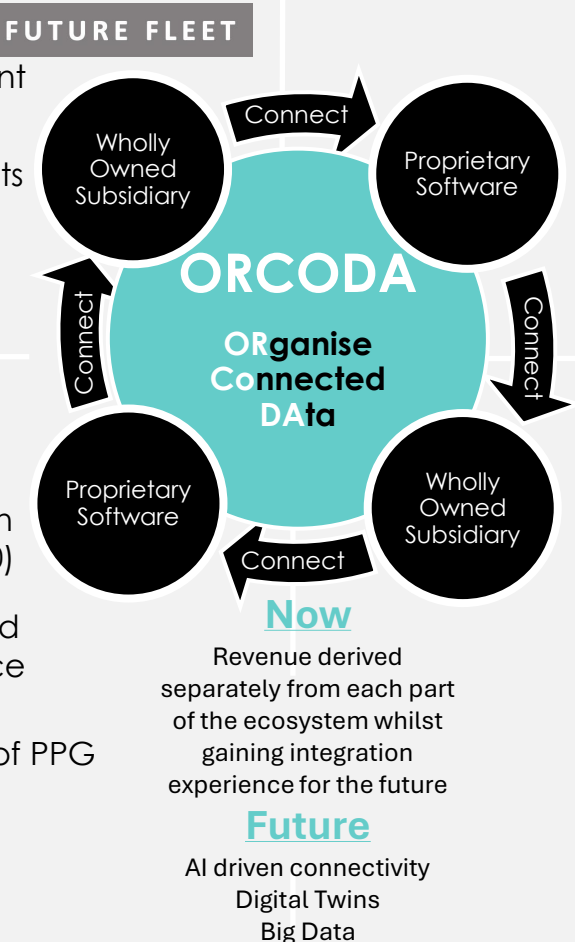 FUTURE FLEET
nt
ts
n
)
d
ce
of PPG
Connect
Wholly
Owned
Subsidiary
Proprietary
Software
ORCODA
ORganise
Connected
DAta
Connect
Connect
Proprietary
Software
Wholly
Owned
Subsidiary
Connect
Now
Revenue derived
separately from each part
of the ecosystem whilst
gaining integration
experience for the future
Future
AI driven connectivity
Digital Twins
Big Data